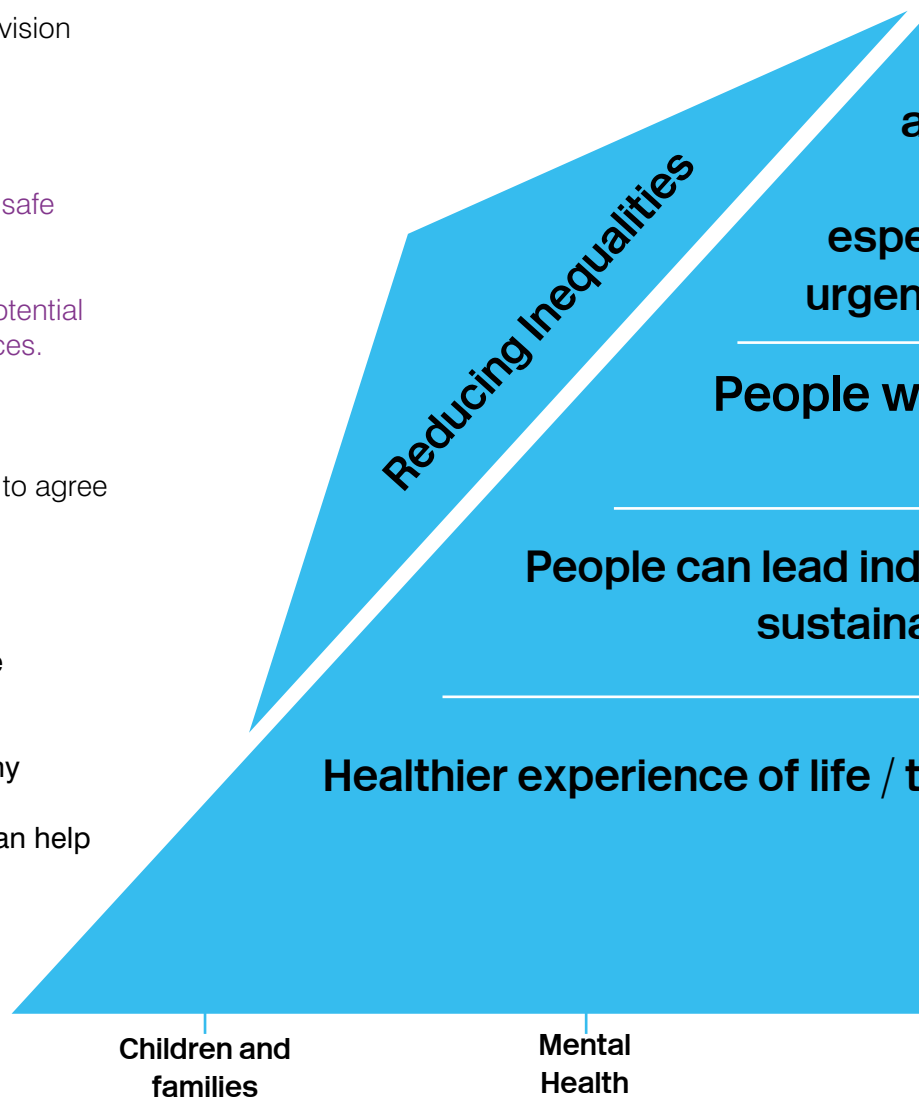 vision
safe
otential
ces.
to agree
e
ny
an help
Reducing Inequalities
a
espe
urgen
People w
People can lead ind
sustaina
Healthier experience of life / t
Children and
families
Mental
Health